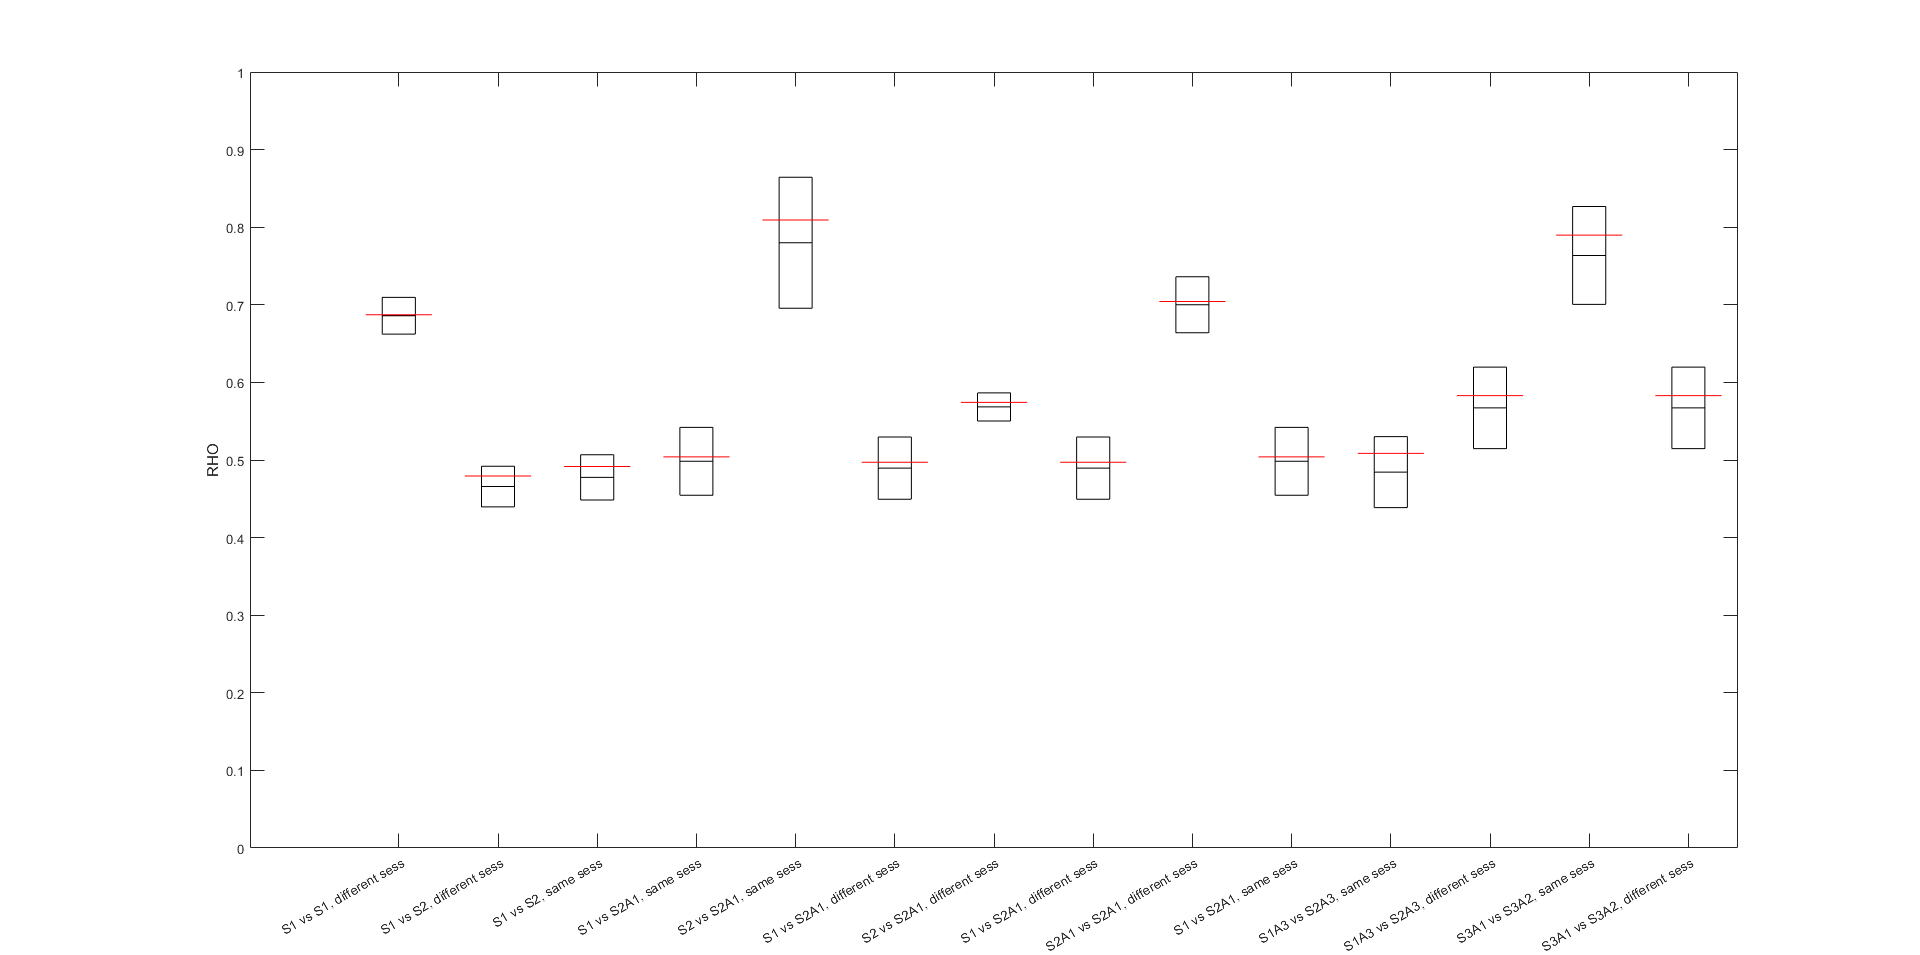 1
0.9
0.8
0.7
0.6
0.5
0.4
0.3
0.2
0.1
0
RHO
S1 vs S1, different sess
S1 vs S2, different sess
S1 vs S2, same sess
S1 vs S2A1, same sess
S2 vs S2A1, same sess
S1 vs S2A1, different sess
S2 vs S2A1, different sess
S1 vs S2A1, different sess
S2A1 vs S2A1, different sess
S1 vs S2A1, same sess
S1A3 vs S2A3, same sess
S1A3 vs S2A3, different sess
S3A1 vs S3A2, same sess
S3A1 vs S3A2, different sess